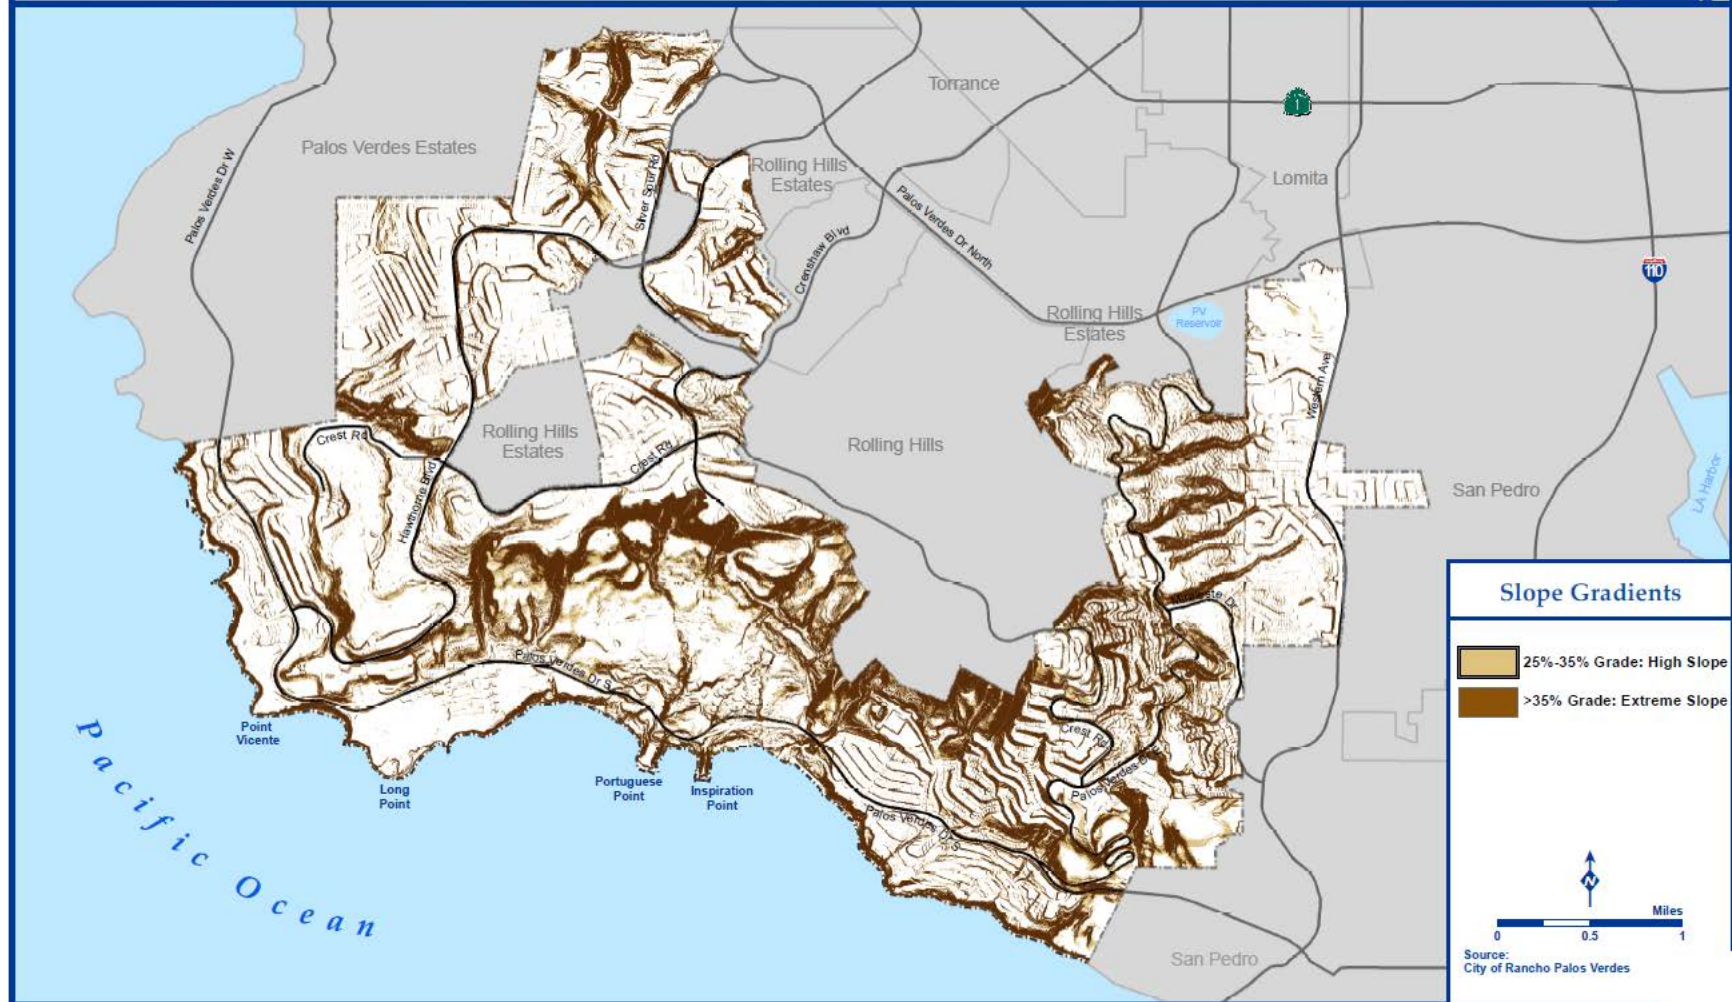 Torrance
1
Palos Verdes Estates
Palos Verdes Dr W
Silver Spur Rd
Rolling Hills
Estates
Lomita
Palos Verdes Dr North
Crenshaw Blvd
110
Rolling Hills
Estates
PV
Reservoir
Western Ave
Crest Rd
Rolling Hills
Estates
Crest Rd
Rolling Hills
Hawthorne Blvd
San Pedro
LA Harbor
Slope Gradients
25%-35% Grade: High Slope
>35% Grade: Extreme Slope
Palos Verdes Dr S
Point
Vicente
Long
Point
Portuguese
Point
Inspiration
Point
Crest Rd
Palos Verdes Dr
Palos Verdes Dr S
Pacific Ocean
San Pedro
N
Miles
0 0.5 1
Source:
City of Rancho Palos Verdes